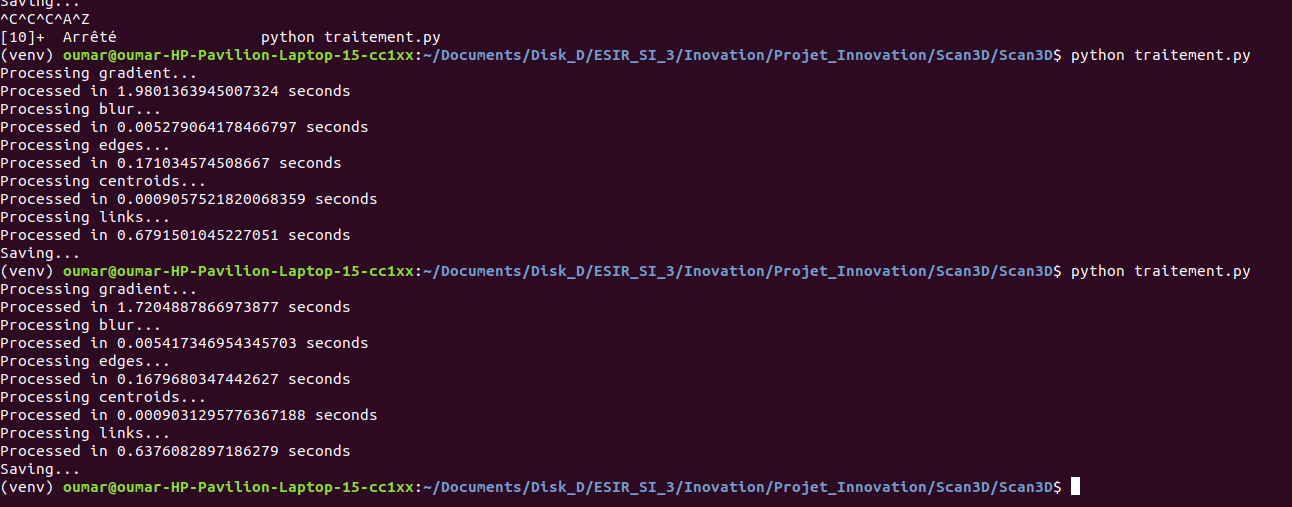 Saving...
^C^C^C^A^Z
[10]+  Arrêté                python traitement.py
(venv) oumar@oumar-HP-Pavilion-Laptop-15-cc1xx:~/Documents/Disk_D/ESIR_SI_3/Inovation/Projet_Innovation/Scan3D/Scan3D$ python traitement.py
Processing gradient...
Processed in 1.9801363945007324 seconds
Processing blur...
Processed in 0.005279064178466797 seconds
Processing edges...
Processed in 0.171034574508667 seconds
Processing centroids...
Processed in 0.0009057521820068359 seconds
Processing links...
Processed in 0.6791501045227051 seconds
Saving...
(venv) oumar@oumar-HP-Pavilion-Laptop-15-cc1xx:~/Documents/Disk_D/ESIR_SI_3/Inovation/Projet_Innovation/Scan3D/Scan3D$ python traitement.py
Processing gradient...
Processed in 1.7204887866973877 seconds
Processing blur...
Processed in 0.005417346954345703 seconds
Processing edges...
Processed in 0.1679680347442627 seconds
Processing centroids...
Processed in 0.0009031295776367188 seconds
Processing links...
Processed in 0.6376082897186279 seconds
Saving...
(venv) oumar@oumar-HP-Pavilion-Laptop-15-cc1xx:~/Documents/Disk_D/ESIR_SI_3/Inovation/Projet_Innovation/Scan3D/Scan3D$